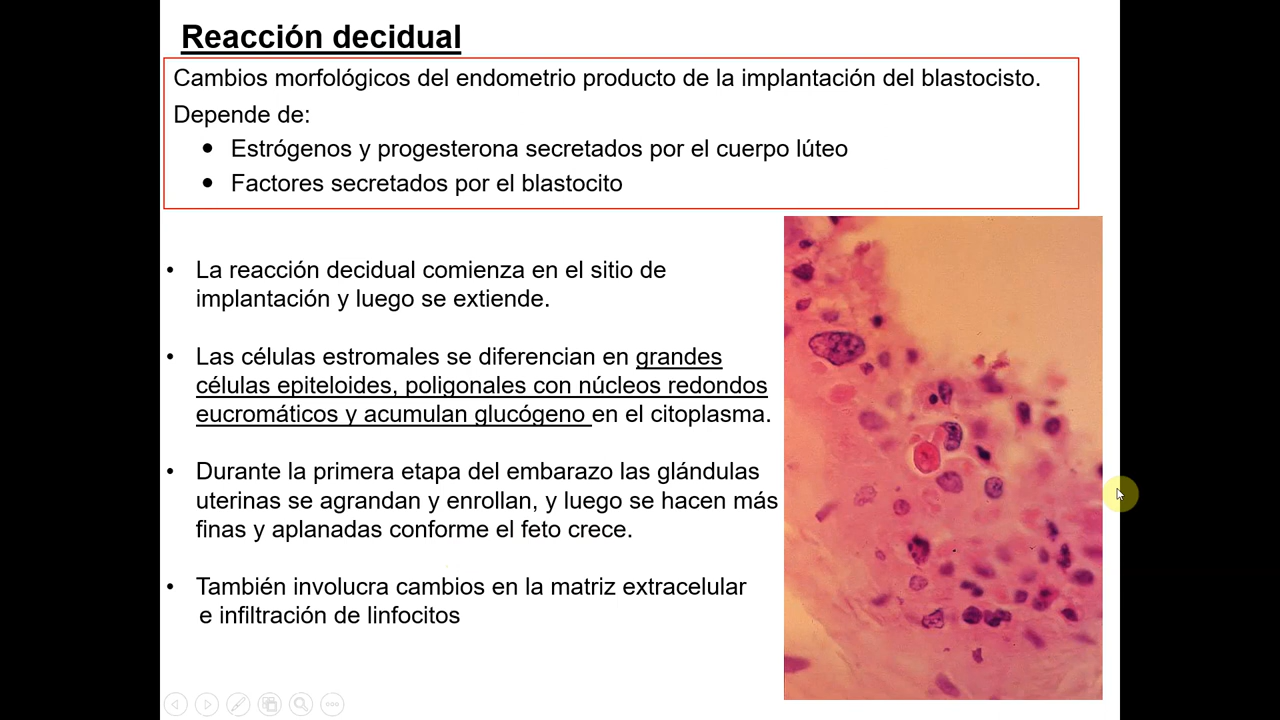 Reacción decidual
Cambios morfológicos del endometrio producto de la implantación del blastocisto.
Depende de:
● Estrógenos y progesterona secretados por el cuerpo lúteo
● Factores secretados por el blastocito
• La reacción decidual comienza en el sitio de
implantación y luego se extiende.
• Las células estromales se diferencian en grandes
células epiteloides, poligonales con núcleos redondos
eucromáticos y acumulan glucógeno en el citoplasma.
• Durante la primera etapa del embarazo las glándulas
uterinas se agrandan y enrollan, y luego se hacen más
finas y aplanadas conforme el feto crece.
• También involucra cambios en la matriz extracelular
e infiltración de linfocitos